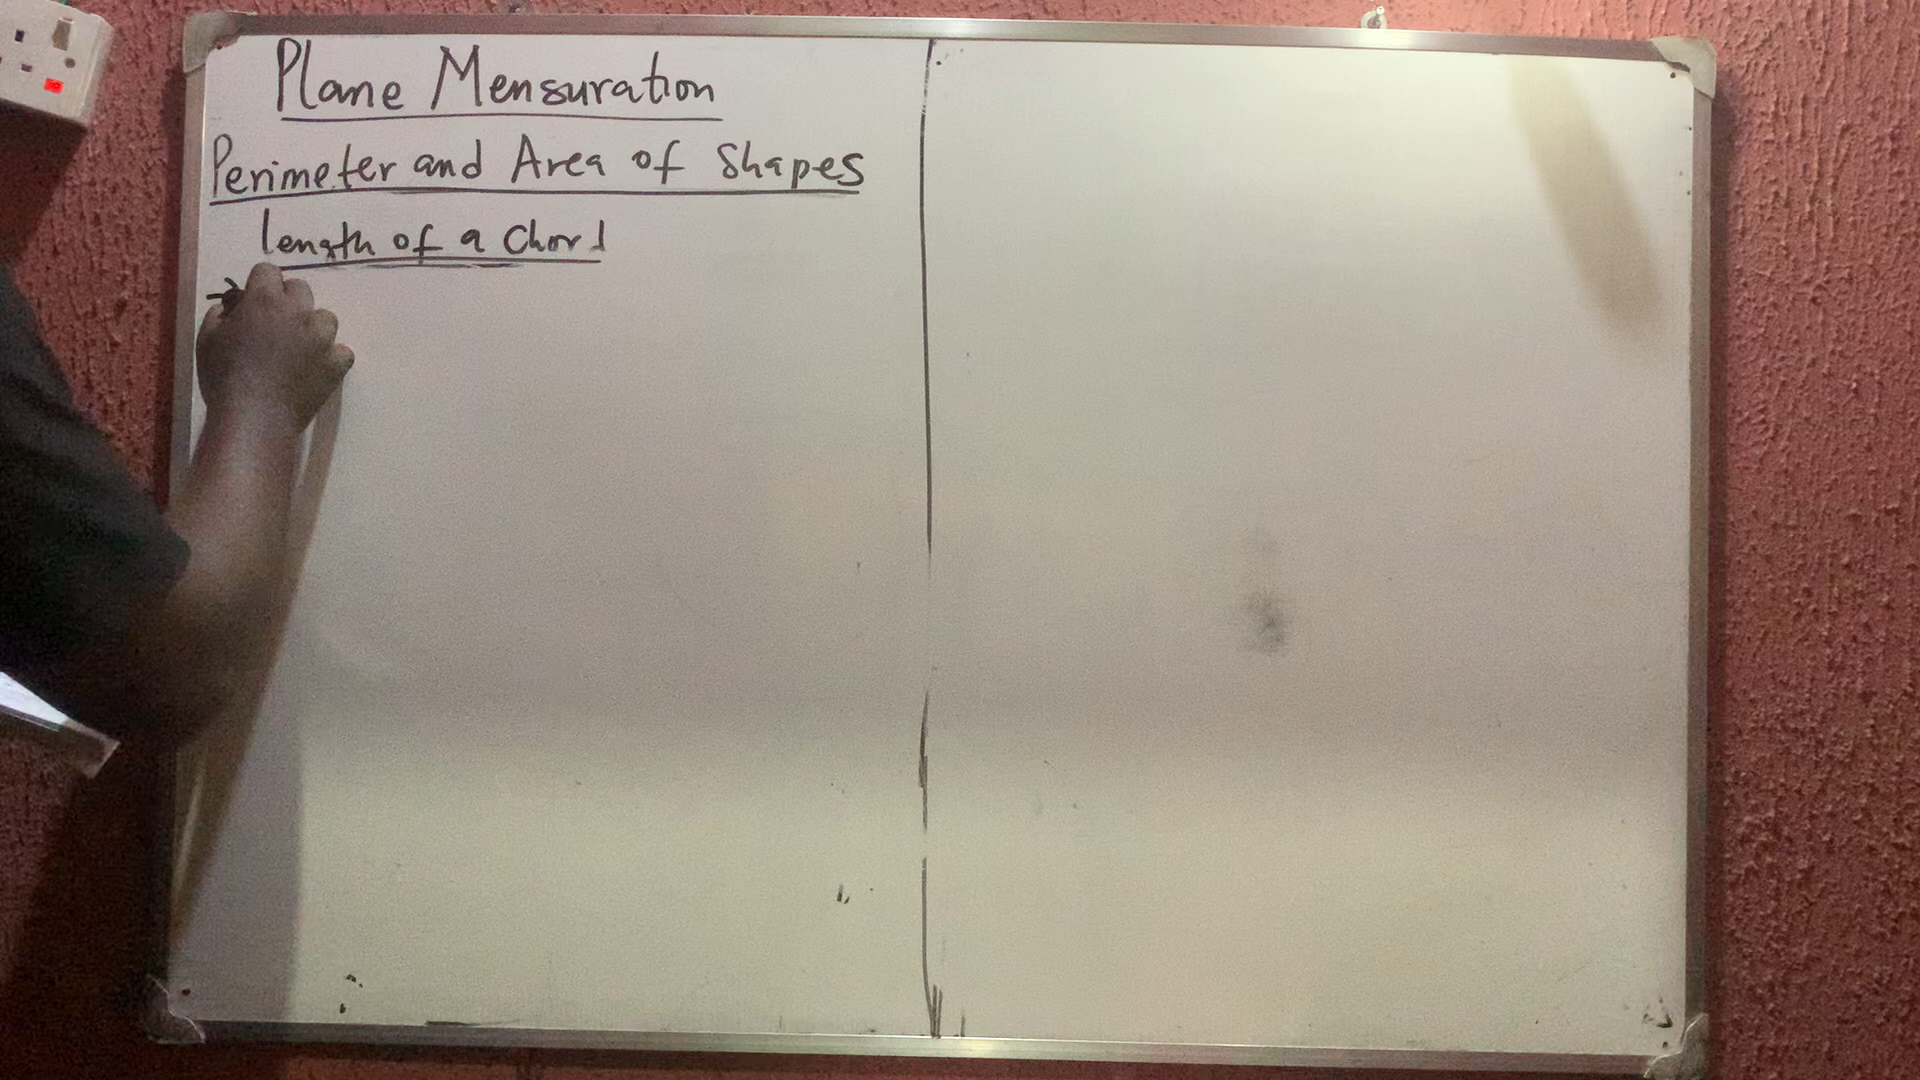 Plane Mensuration
Perimeter and Area of Shapes
Length of a Chord
→